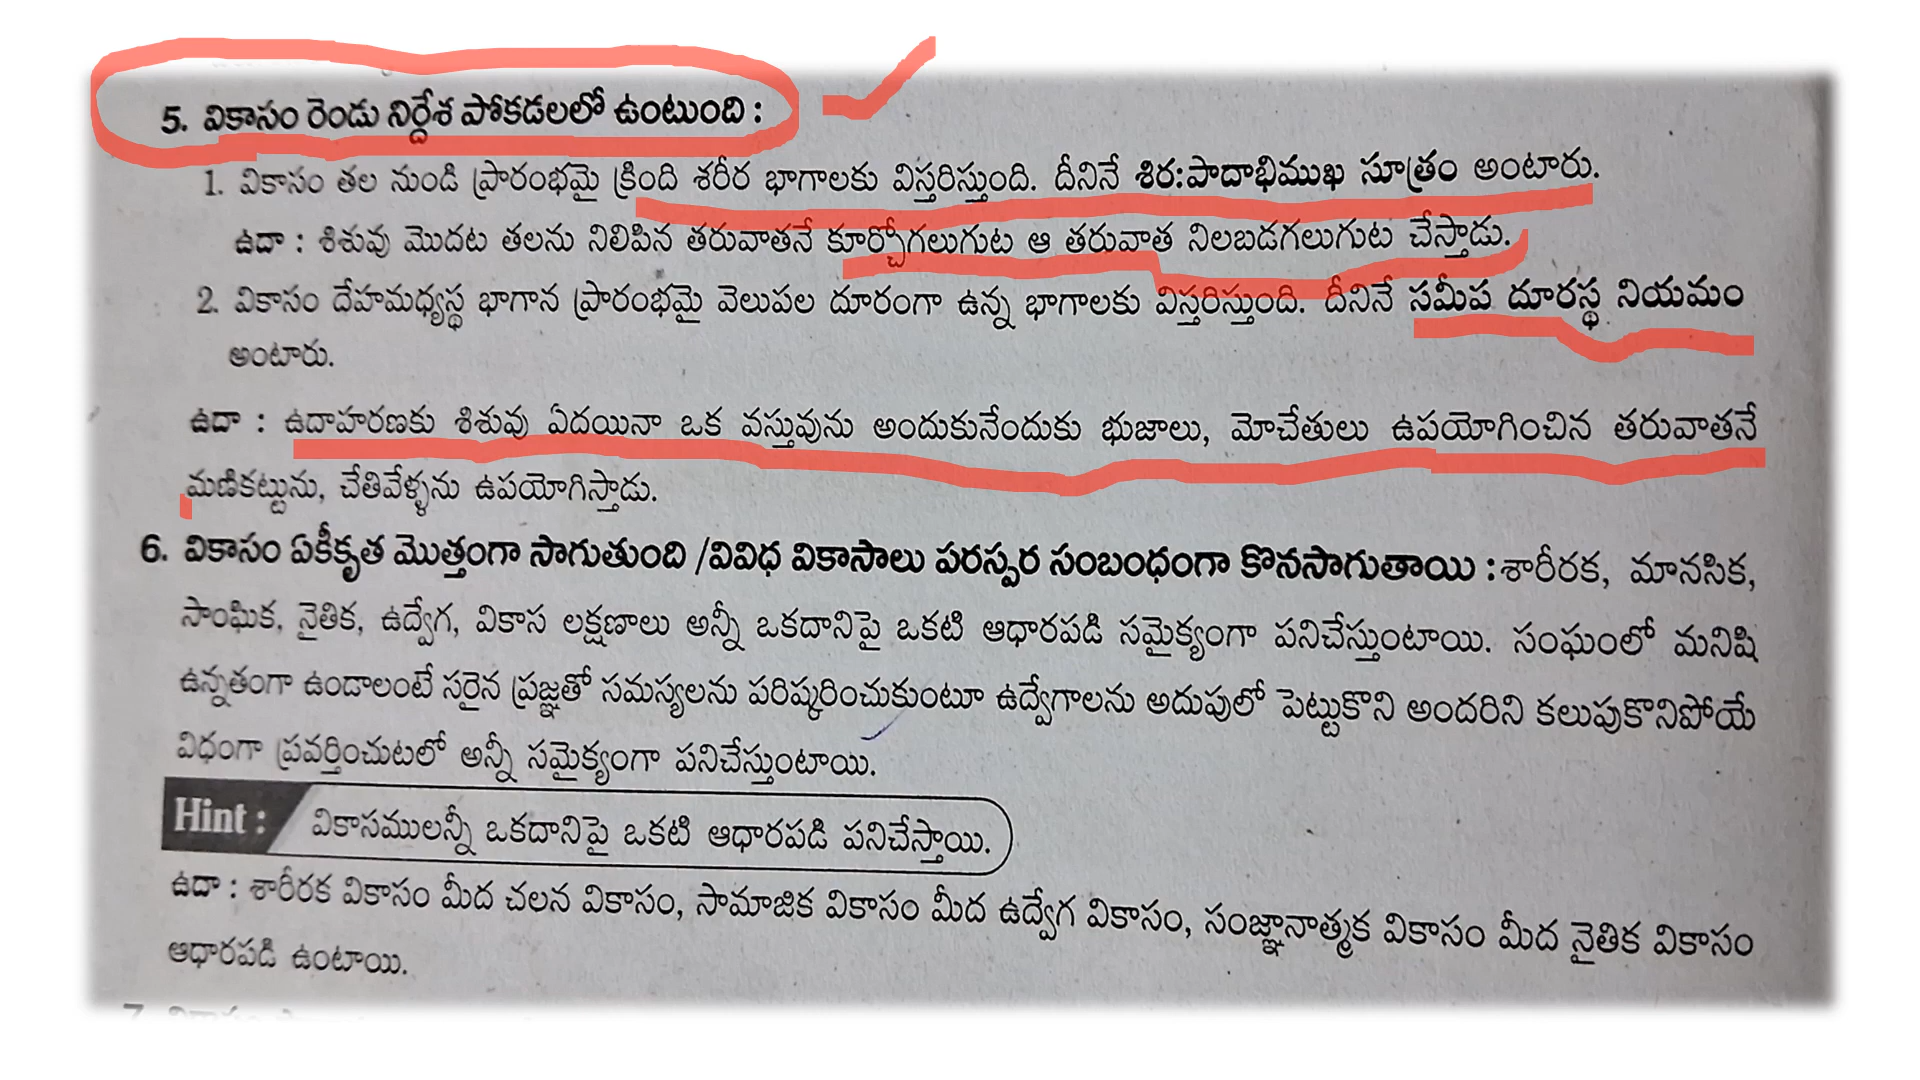 5. వికాసం రెండు నిర్దేశ పోకడలలో ఉంటుంది :
1. వికాసం తల నుండి ప్రారంభమై క్రింది శరీర భాగాలకు విస్తరిస్తుంది. దీనినే శిర:పాదాభిముఖ సూత్రం అంటారు.
ఉదా : శిశువు మొదట తలను నిలిపిన తరువాతనే కూర్చోగలుగుట ఆ తరువాత నిలబడగలుగుట చేస్తాడు.
2. వికాసం దేహమధ్యస్థ భాగాన ప్రారంభమై వెలుపల దూరంగా ఉన్న భాగాలకు విస్తరిస్తుంది. దీనినే సమీప దూరస్థ నియమం
అంటారు.
ఉదా : ఉదాహరణకు శిశువు ఏదయినా ఒక వస్తువును అందుకునేందుకు భుజాలు, మోచేతులు ఉపయోగించిన తరువాతనే
మణికట్టును, చేతివేళ్ళను ఉపయోగిస్తాడు.
6. వికాసం ఏకీకృత మొత్తంగా సాగుతుంది /వివిధ వికాసాలు పరస్పర సంబంధంగా కొనసాగుతాయి : శారీరక, మానసిక,
సాంఘిక, నైతిక, ఉద్వేగ, వికాస లక్షణాలు అన్నీ ఒకదానిపై ఒకటి ఆధారపడి సమైక్యంగా పనిచేస్తుంటాయి. సంఘంలో మనిషి
ఉన్నతంగా ఉండాలంటే సరైన ప్రజ్ఞతో సమస్యలను పరిష్కరించుకుంటూ ఉద్వేగాలను అదుపులో పెట్టుకొని అందరిని కలుపుకొనిపోయే
విధంగా ప్రవర్తించుటలో అన్నీ సమైక్యంగా పనిచేస్తుంటాయి.
Hint : వికాసములన్నీ ఒకదానిపై ఒకటి ఆధారపడి పనిచేస్తాయి.
ఉదా : శారీరక వికాసం మీద చలన వికాసం, సామాజిక వికాసం మీద ఉద్వేగ వికాసం, సంజ్ఞానాత్మక వికాసం మీద నైతిక వికాసం
ఆధారపడి ఉంటాయి.